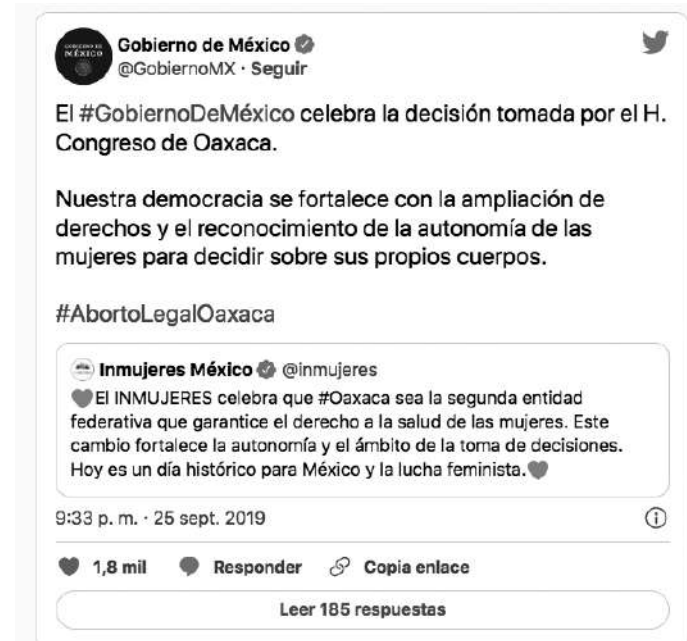 GOBIERNO DE
MÉXICO
Gobierno de México
@GobiernoMX · Seguir
El #GobiernoDeMéxico celebra la decisión tomada por el H.
Congreso de Oaxaca.
Nuestra democracia se fortalece con la ampliación de
derechos y el reconocimiento de la autonomía de las
mujeres para decidir sobre sus propios cuerpos.
#AbortoLegalOaxaca
Inmujeres México @inmujeres
El INMUJERES celebra que #Oaxaca sea la segunda entidad
federativa que garantice el derecho a la salud de las mujeres. Este
cambio fortalece la autonomía y el ámbito de la toma de decisiones.
Hoy es un día histórico para México y la lucha feminista.
9:33 p. m. · 25 sept. 2019
1,8 mil Responder Copia enlace
Leer 185 respuestas